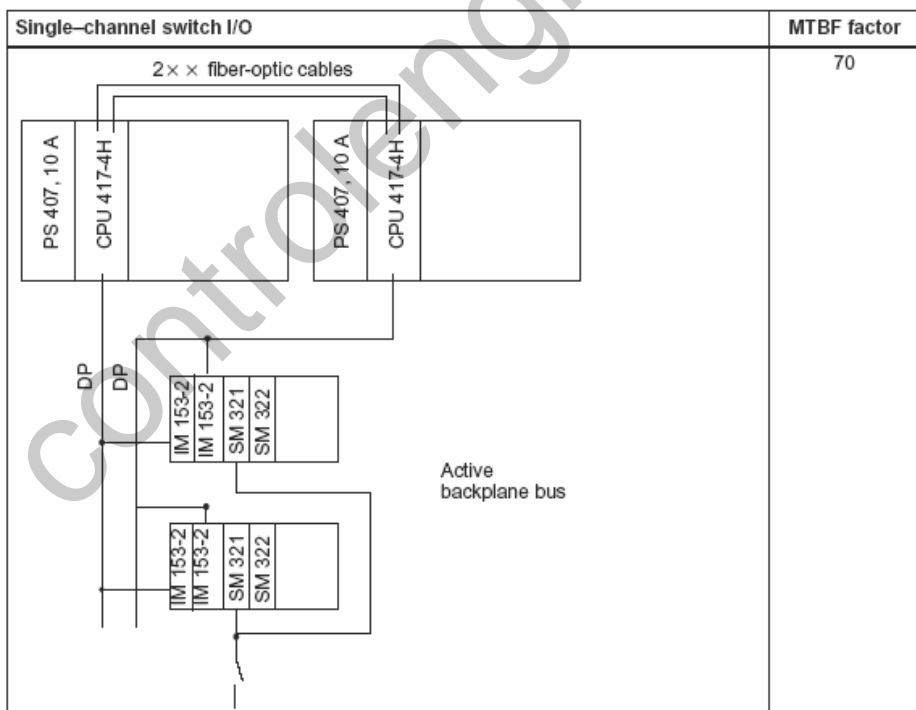 Single–channel switch I/O
MTBF factor
70
2× × fiber-optic cables
PS 407, 10 A
CPU 417-4H
PS 407, 10 A
CPU 417-4H
DP
DP
IM 153-2
IM 153-2
SM 321
SM 322
Active
backplane bus
IM 153-2
IM 153-2
SM 321
SM 322
controleng